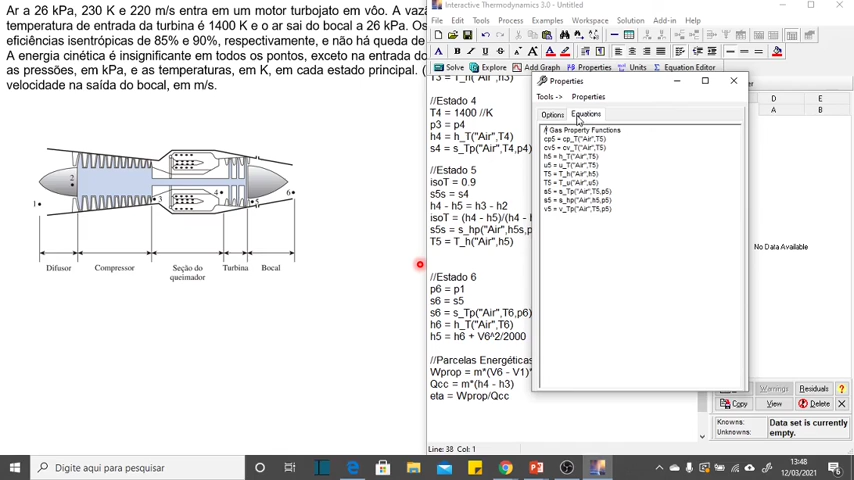 Ar a 26 kPa, 230 K e 220 m/s entra em um motor turbojato em vôo. A vaz
temperatura de entrada da turbina é 1400 K e o ar sai do bocal a 26 kPa. Os
eficiências isentrópicas de 85% e 90%, respectivamente, e não há queda de
A energia cinética é insignificante em todos os pontos, exceto na entrada do
as pressões, em kPa, e as temperaturas, em K, em cada estado principal. (
velocidade na saída do bocal, em m/s.
1
2
3
4
5
6
Difusor
Compressor
Seção do
queimador
Turbina
Bocal
Interactive Thermodynamics 3.0 - Untitled
File Edit Tools Process Examples Workspace Solution Add-in Help
Solve Explore Add Graph Properties Units Equation Editor
T3 = T_h("Air",h3)
//Estado 4
T4 = 1400 //K
p3 = p4
h4 = h_T("Air",T4)
s4 = s_Tp("Air",T4,p4)
//Estado 5
isoT = 0.9
s5s = s4
h4 - h5 = h3 - h2
isoT = (h4 - h5)/(h4 -
s5s = s_hp("Air",h5s,p
T5 = T_h("Air",h5)
//Estado 6
p6 = p1
s6 = s5
s6 = s_Tp("Air",T6,p6)
h6 = h_T("Air",T6)
h5 = h6 + V6^2/2000
//Parcelas Energéticas
Wprop = m*(V6 - V1)*
Qcc = m*(h4 - h3)
eta = Wprop/Qcc
Line: 38 Col: 1
Properties
Tools -> Properties
Options Equations
// Gas Property Functions
cp5 = cp_T("Air",T5)
cv5 = cv_T("Air",T5)
h5 = h_T("Air",T5)
u5 = u_T("Air",T5)
T5 = T_h("Air",h5)
T5 = T_u("Air",u5)
s5 = s_Tp("Air",T5,p5)
s5 = s_hp("Air",h5,p5)
v5 = v_Tp("Air",T5,p5)
D E
A A
No Data Available
Warnings Residuals
Copy View Delete
Knowns:
Unknowns:
Data set is currently
empty.
Digite aqui para pesquisar
13:48
12/03/2021